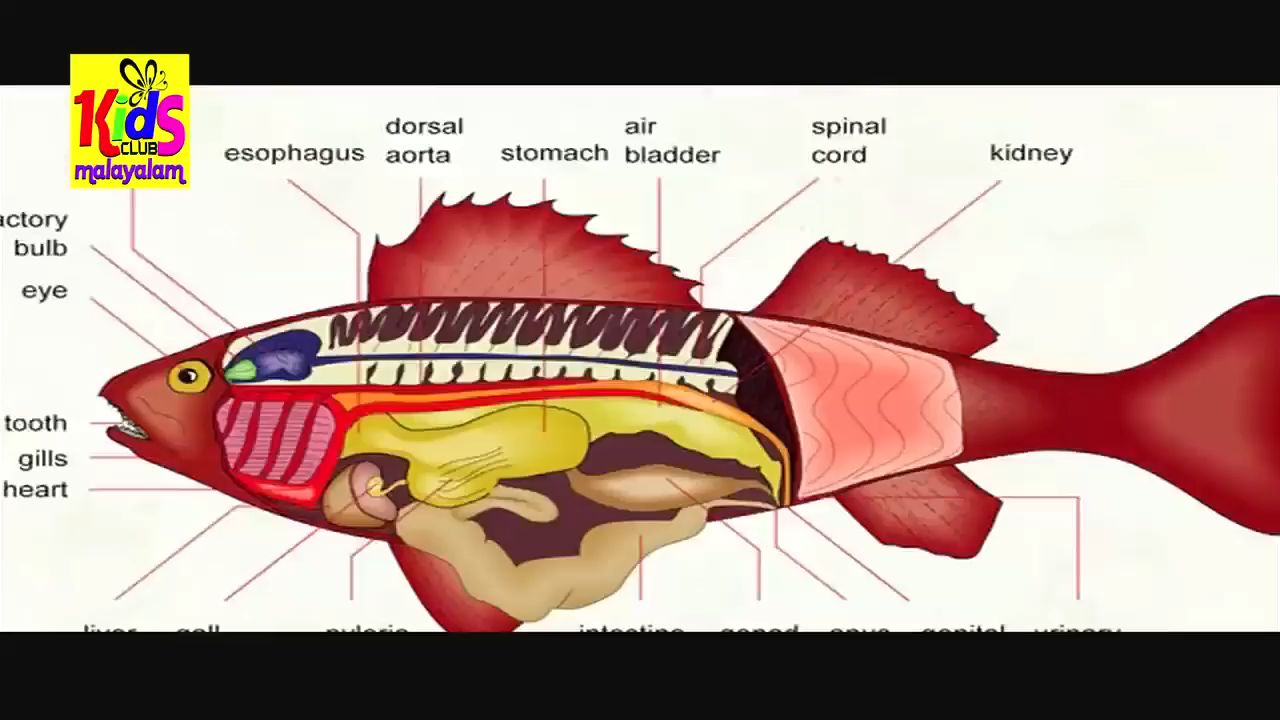 Kids
CLUB
malayalam
esophagus
dorsal
aorta
stomach
air
bladder
spinal
cord
kidney
actory
bulb
eye
tooth
gills
heart
liver
gall
pyloric
intestine
gonad
anus
genital
urinary